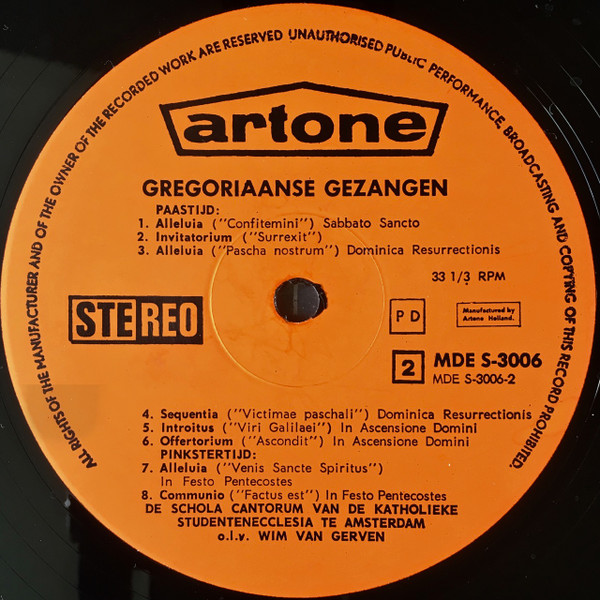 ALL RIGHTS OF THE MANUFACTURER AND OF THE OWNER OF THE RECORDED WORK ARE RESERVED UNAUTHORISED PUBLIC PERFORMANCE, BROADCASTING AND COPYING OF THIS RECORD PROHIBITED.
artone
GREGORIAANSE GEZANGEN
PAASTIJD:
1. Alleluia ("Confitemini") Sabbato Sancto
2. Invitatorium ("Surrexit")
3. Alleluia ("Pascha nostrum") Dominica Resurrectionis
33 1/3 RPM
STEREO
P D
Manufactured by
Artone Holland.
2 MDE S-3006
MDE S-3006-2
4. Sequentia ("Victimae paschali") Dominica Resurrectionis
5. Introitus ("Viri Galilaei") In Ascensione Domini
6. Offertorium ("Ascondit") In Ascensione Domini
PINKSTERTIJD:
7. Alleluia ("Venis Sancte Spiritus")
In Festo Pentecostes
8. Communio ("Factus est") In Festo Pentecostes
DE SCHOLA CANTORUM VAN DE KATHOLIEKE
STUDENTENECCLESIA TE AMSTERDAM
o.l.v. WIM VAN GERVEN